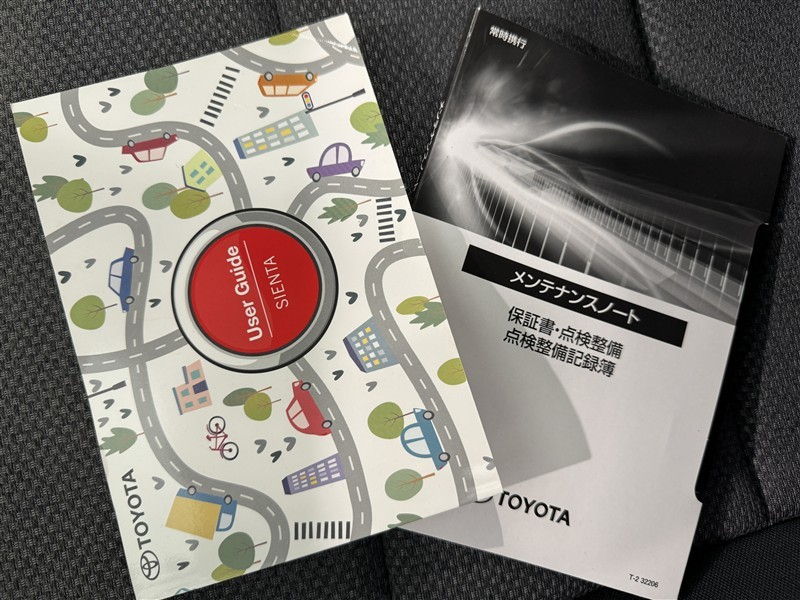 User Guide
SIENTA
TOYOTA
常時携行
メンテナンスノート
保証書・点検整備
点検整備記録簿
TOYOTA
T-2 32206